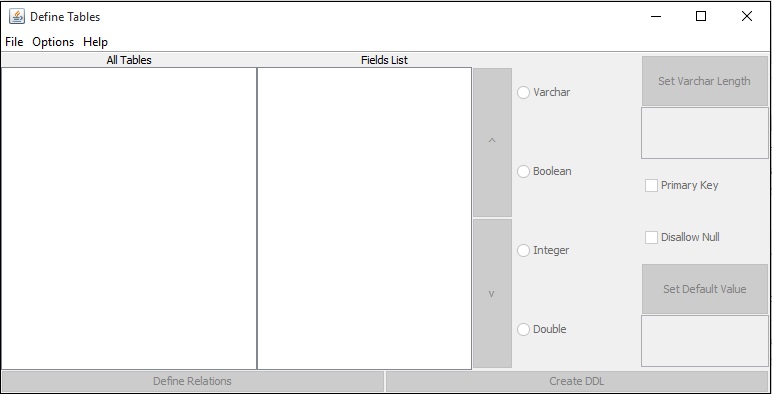 Define Tables
File Options Help
All Tables
Fields List
^
v
Varchar
Boolean
Integer
Double
Set Varchar Length
Primary Key
Disallow Null
Set Default Value
Define Relations
Create DDL